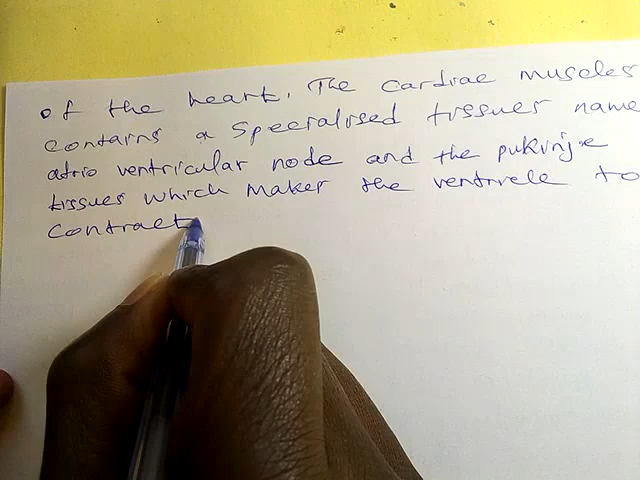 of the heart. The cardiac muscles
contains a specialised tissues name
atrio ventricular node and the pukinje
tissues which makes the ventricle to
contract